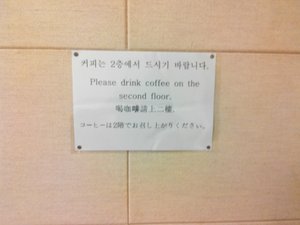 커피는 2층에서 드시기 바랍니다.
Please drink coffee on the
second floor.
喝咖啡請上二樓.
コーヒーは2階でお召し上がりください。